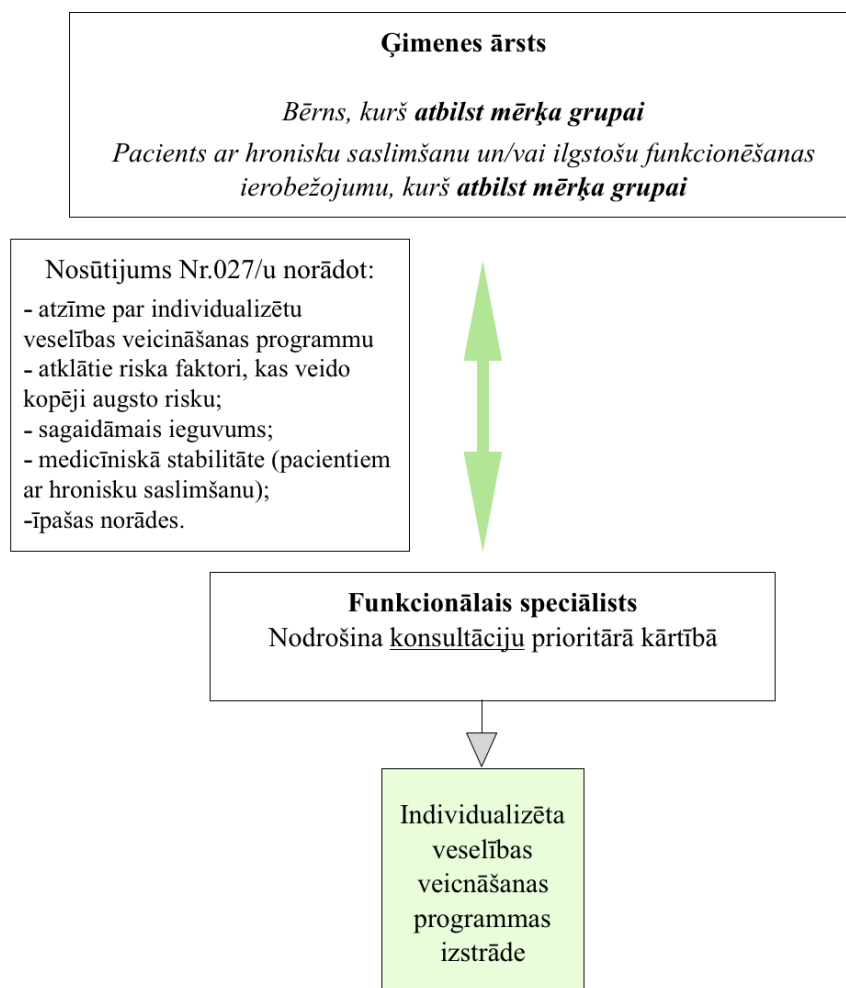 Ģimenes ārsts
Bērns, kurš atbilst mērķa grupai
Pacients ar hronisku saslimšanu un/vai ilgstošu funkcionēšanas
ierobežojumu, kurš atbilst mērķa grupai
Nosūtijums Nr.027/u norādot:
- atzīme par individualizētu
veselības veicināšanas programmu
- atklātie riska faktori, kas veido
kopēji augsto risku;
- sagaidāmais ieguvums;
- medicīniskā stabilitāte (pacientiem
ar hronisku saslimšanu);
-īpašas norādes.
Funkcionālais speciālists
Nodrošina konsultāciju prioritārā kārtībā
Individualizēta
veselības
veicnāšanas
programmas
izstrāde